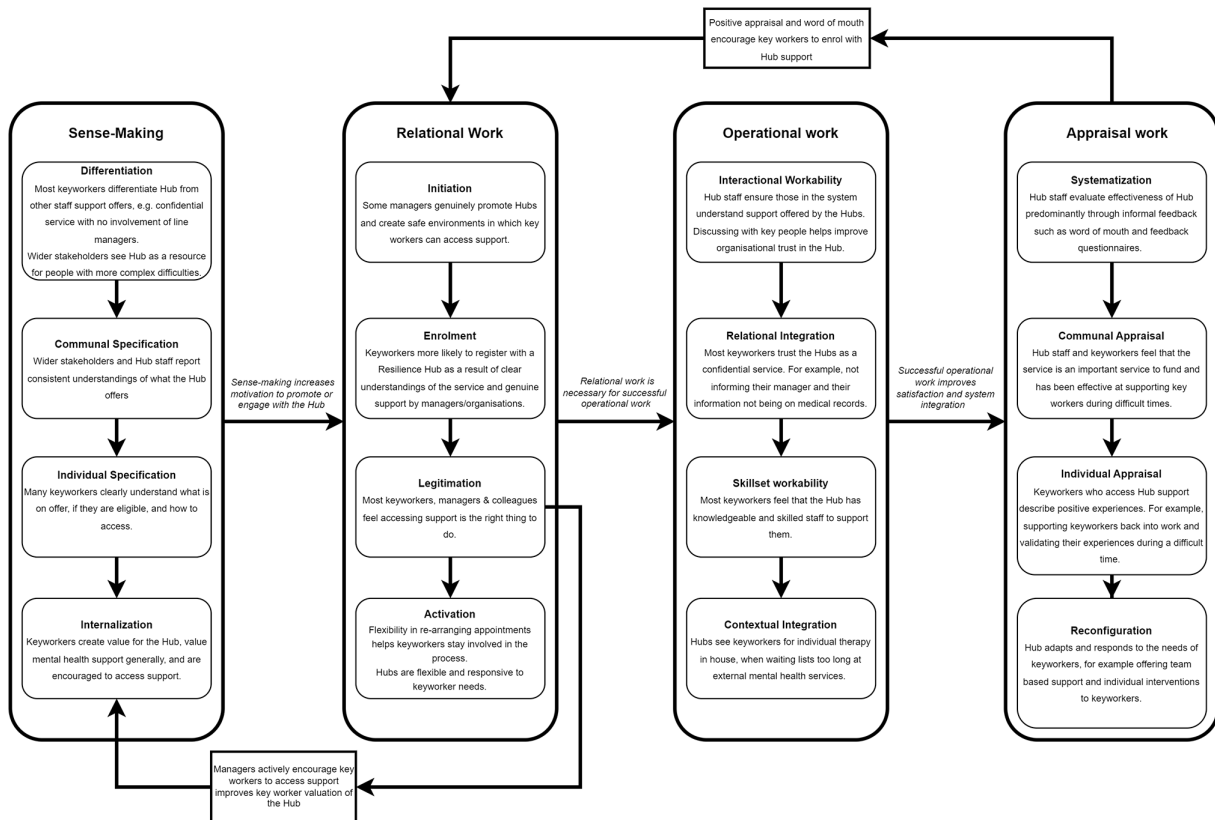 Positive appraisal and word of mouth
encourage key workers to enrol with
Hub support
Sense-Making
Differentiation
Most keyworkers differentiate Hub from
other staff support offers, e.g. confidential
service with no involvement of line
managers.
Wider stakeholders see Hub as a resource
for people with more complex difficulties.
Communal Specification
Wider stakeholders and Hub staff report
consistent understandings of what the Hub
offers
Individual Specification
Many keyworkers clearly understand what is
on offer, if they are eligible, and how to
access.
Internalization
Keyworkers create value for the Hub, value
mental health support generally, and are
encouraged to access support.
Sense-making increases
motivation to promote or
engage with the Hub
Relational Work
Initiation
Some managers genuinely promote Hubs
and create safe environments in which key
workers can access support.
Enrolment
Keyworkers more likely to register with a
Resilience Hub as a result of clear
understandings of the service and genuine
support by managers/organisations.
Legitimation
Most keyworkers, managers & colleagues
feel accessing support is the right thing to
do.
Activation
Flexibility in re-arranging appointments
helps keyworkers stay involved in the
process.
Hubs are flexible and responsive to
keyworker needs.
Relational work is
necessary for successful
operational work
Operational work
Interactional Workability
Hub staff ensure those in the system
understand support offered by the Hubs.
Discussing with key people helps improve
organisational trust in the Hub.
Relational Integration
Most keyworkers trust the Hubs as a
confidential service. For example, not
informing their manager and their
information not being on medical records.
Skillset workability
Most keyworkers feel that the Hub has
knowledgeable and skilled staff to support
them.
Contextual Integration
Hubs see keyworkers for individual therapy
in house, when waiting lists too long at
external mental health services.
Successful operational
work improves
satisfaction and system
integration
Appraisal work
Systematization
Hub staff evaluate effectiveness of Hub
predominantly through informal feedback
such as word of mouth and feedback
questionnaires.
Communal Appraisal
Hub staff and keyworkers feel that the
service is an important service to fund and
has been effective at supporting key
workers during difficult times.
Individual Appraisal
Keyworkers who access Hub support
describe positive experiences. For example,
supporting keyworkers back into work and
validating their experiences during a difficult
time.
Reconfiguration
Hub adapts and responds to the needs of
keyworkers, for example offering team
based support and individual interventions
to keyworkers.
Managers actively encourage key
workers to access support
improves key worker valuation of
the Hub